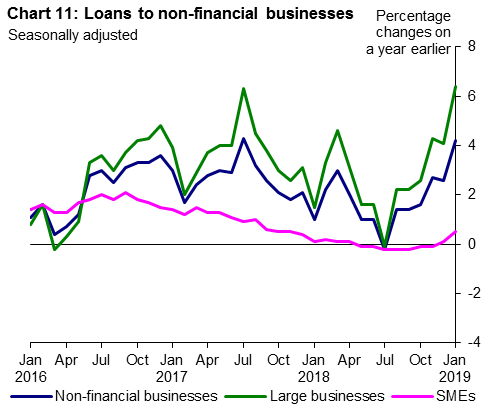 Chart 11: Loans to non-financial businesses
Seasonally adjusted
Percentage
changes on
a year earlier
8
6
4
2
0
-2
-4
Jan Apr Jul Oct Jan Apr Jul Oct Jan Apr Jul Oct Jan
2016 2017 2018 2019
Non-financial businesses Large businesses SMEs